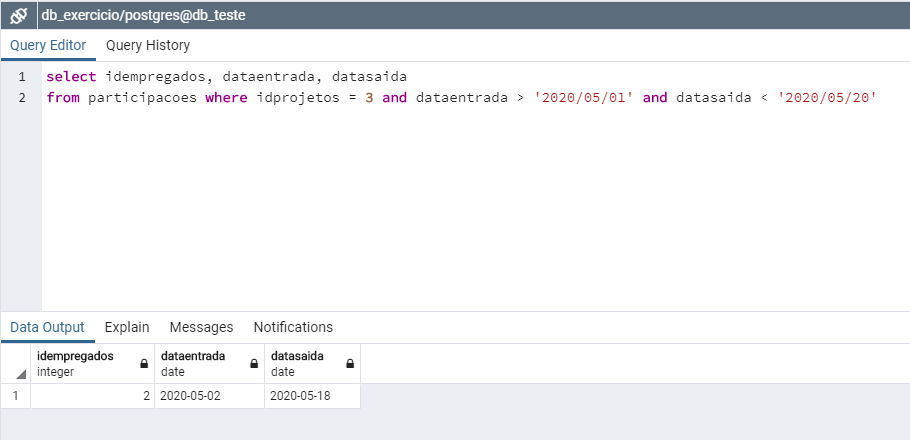 db_exercicio/postgres@db_teste
Query Editor Query History
1 select idempregados, dataentrada, datasaida
2 from participacoes where idprojetos = 3 and dataentrada > '2020/05/01' and datasaida < '2020/05/20'
Data Output Explain Messages Notifications
idempregados dataentrada datasaida
integer date date
1 2 2020-05-02 2020-05-18